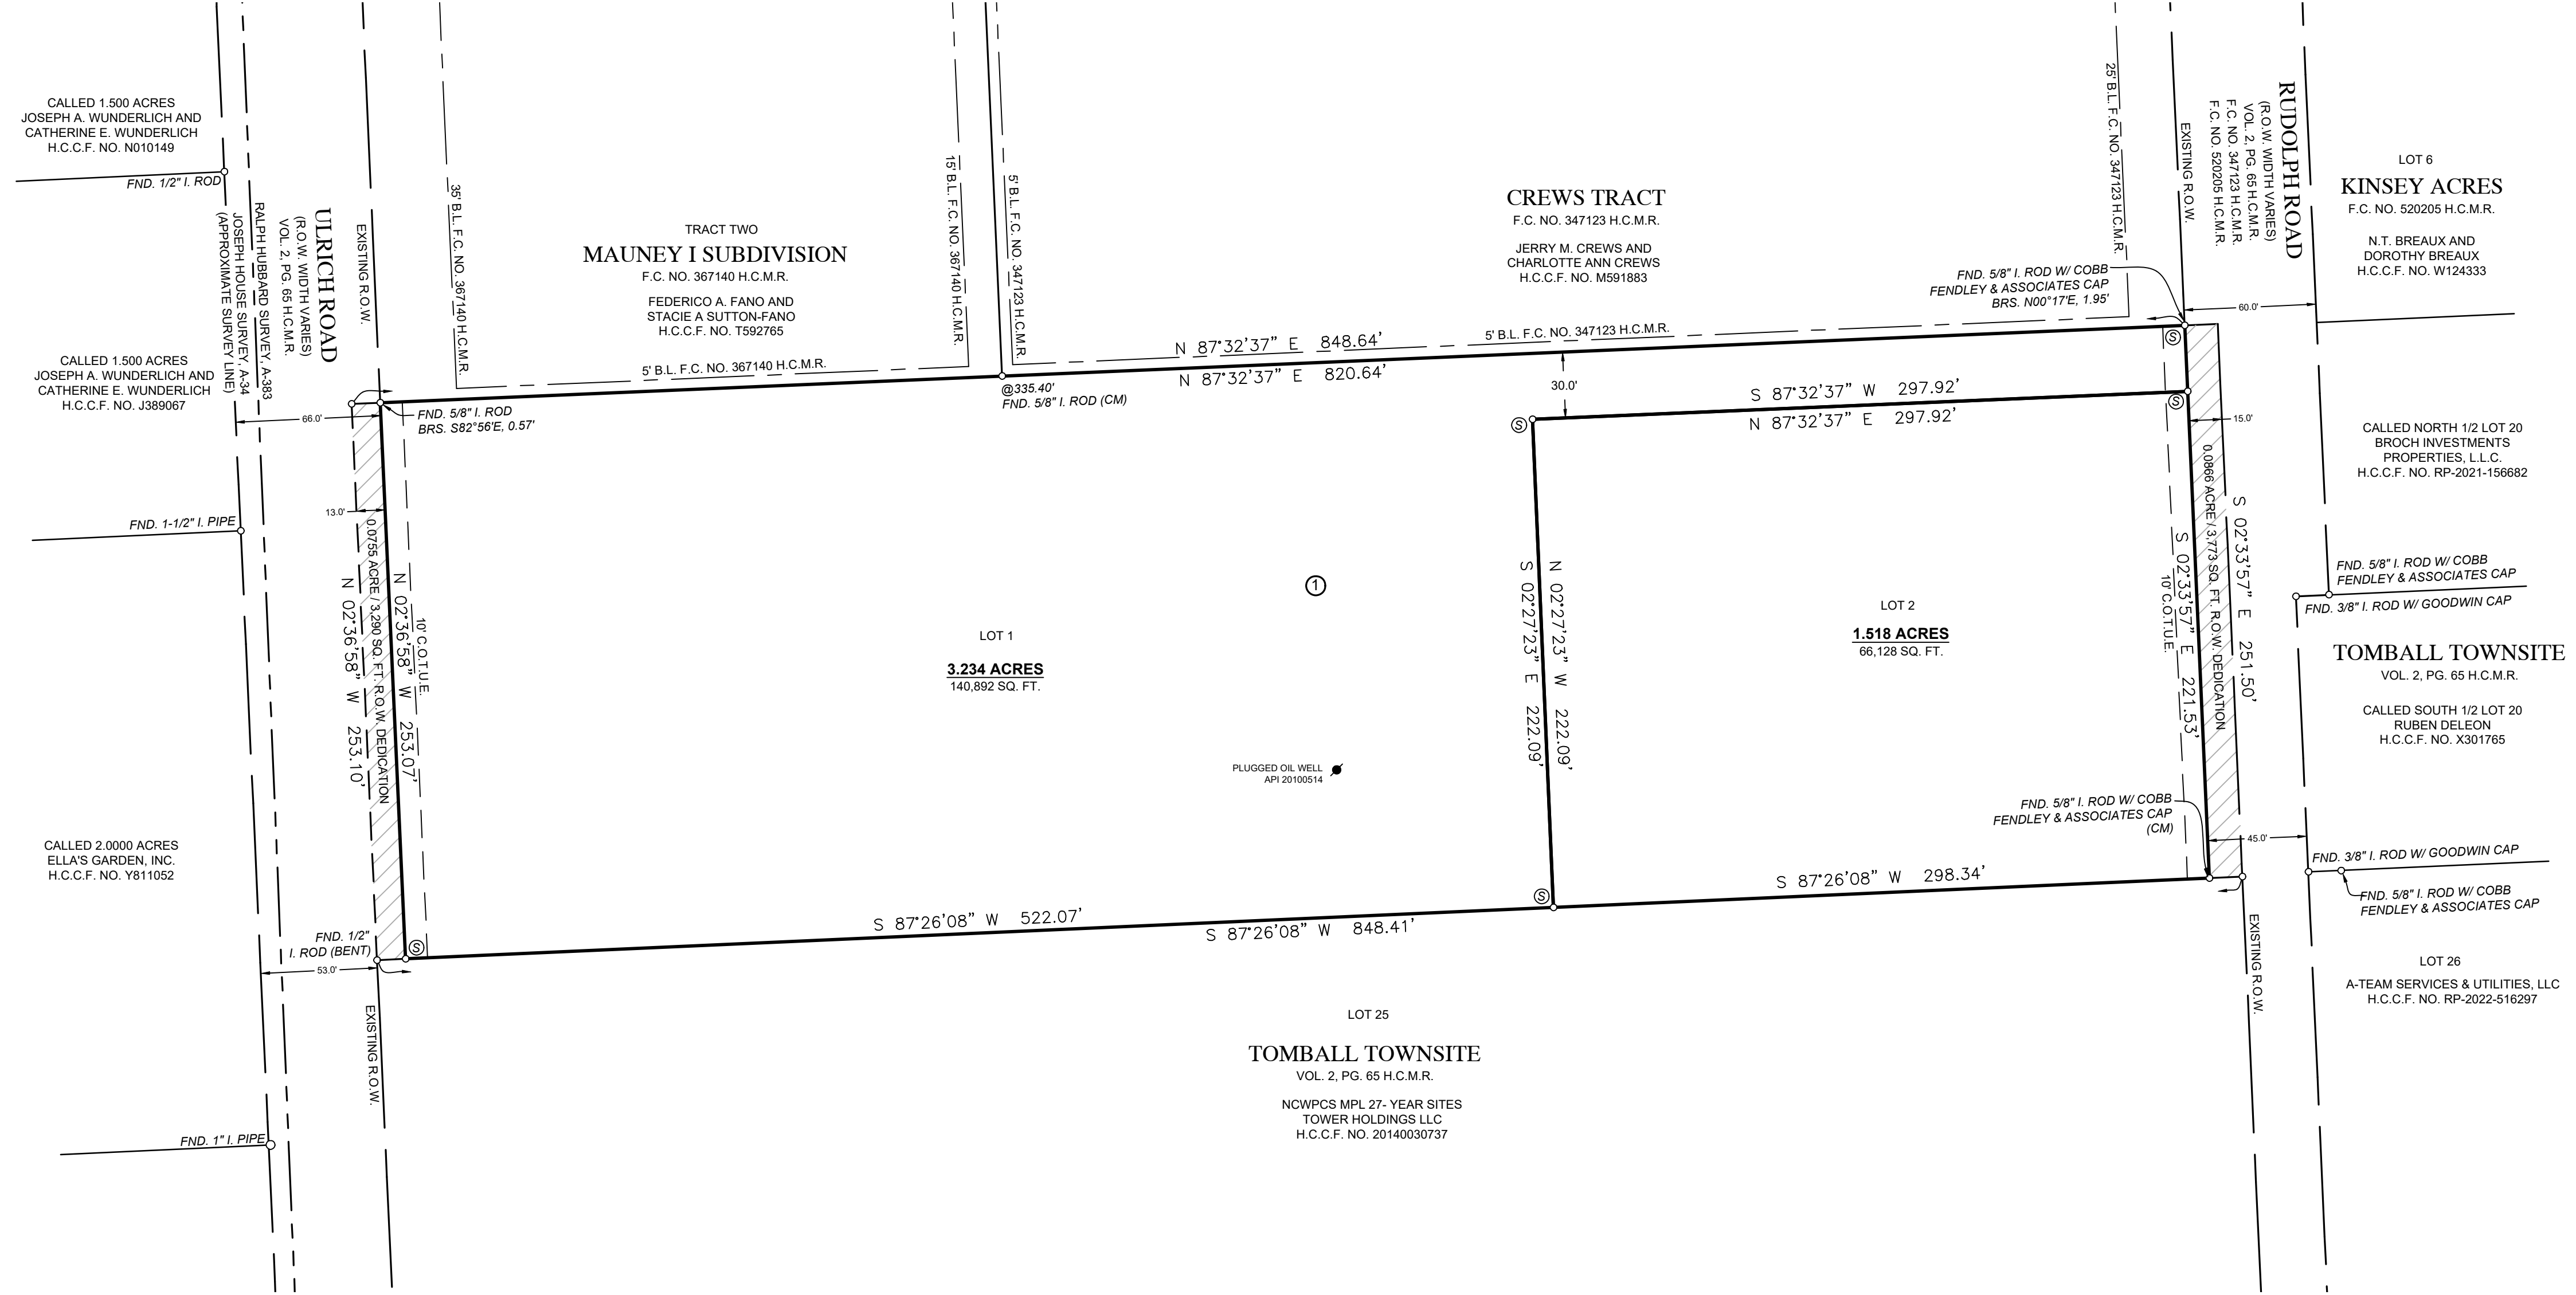 CALLED 1.500 ACRES
JOSEPH A. WUNDERLICH AND
CATHERINE E. WUNDERLICH
H.C.C.F. NO. N010149
FND. 1/2" I. ROD
CALLED 1.500 ACRES
JOSEPH A. WUNDERLICH AND
CATHERINE E. WUNDERLICH
H.C.C.F. NO. J389067
FND. 1-1/2" I. PIPE
CALLED 2.0000 ACRES
ELLA'S GARDEN, INC.
H.C.C.F. NO. Y811052
FND. 1" I. PIPE
RALPH HUBBARD SURVEY, A-383
JOSEPH HOUSE SURVEY, A-34
(APPROXIMATE SURVEY LINE)
ULRICH ROAD
(R.O.W. WIDTH VARIES)
VOL. 2, PG. 65 H.C.M.R.
EXISTING R.O.W.
66.0'
13.0'
53.0'
FND. 1/2"
I. ROD (BENT)
EXISTING R.O.W.
N 02°36'58" W 253.10'
0.0755 ACRE / 3,290 SQ. FT. R.O.W. DEDICATION
N 02°36'58" W 253.07'
10' C.O.T.U.E.
FND. 5/8" I. ROD
BRS. S82°56'E, 0.57'
35' B.L. F.C. NO. 367140 H.C.M.R.
TRACT TWO
MAUNEY I SUBDIVISION
F.C. NO. 367140 H.C.M.R.
FEDERICO A. FANO AND
STACIE A SUTTON-FANO
H.C.C.F. NO. T592765
5' B.L. F.C. NO. 367140 H.C.M.R.
15' B.L. F.C. NO. 367140 H.C.M.R.
5' B.L. F.C. NO. 347123 H.C.M.R.
@335.40'
FND. 5/8" I. ROD (CM)
CREWS TRACT
F.C. NO. 347123 H.C.M.R.
JERRY M. CREWS AND
CHARLOTTE ANN CREWS
H.C.C.F. NO. M591883
5' B.L. F.C. NO. 347123 H.C.M.R.
N 87°32'37" E 848.64'
N 87°32'37" E 820.64'
30.0'
25' B.L. F.C. NO. 347123 H.C.M.R.
FND. 5/8" I. ROD W/ COBB
FENDLEY & ASSOCIATES CAP
BRS. N00°17'E, 1.95'
EXISTING R.O.W.
RUDOLPH ROAD
(R.O.W. WIDTH VARIES)
VOL. 2, PG. 65 H.C.M.R.
F.C. NO. 347123 H.C.M.R.
F.C. NO. 520205 H.C.M.R.
60.0'
LOT 6
KINSEY ACRES
F.C. NO. 520205 H.C.M.R.
N.T. BREAUX AND
DOROTHY BREAUX
H.C.C.F. NO. W124333
S
S
S
S 87°32'37" W 297.92'
N 87°32'37" E 297.92'
15.0'
CALLED NORTH 1/2 LOT 20
BROCH INVESTMENTS
PROPERTIES, L.L.C.
H.C.C.F. NO. RP-2021-156682
1
LOT 1
3.234 ACRES
140,892 SQ. FT.
PLUGGED OIL WELL
API 20100514
S 02°27'23" E 222.09'
N 02°27'23" W 222.09'
LOT 2
1.518 ACRES
66,128 SQ. FT.
10' C.O.T.U.E.
S 02°33'57" E 221.53'
0.0866 ACRE / 3,773 SQ. FT. R.O.W. DEDICATION
S 02°33'57" E 251.50'
FND. 5/8" I. ROD W/ COBB
FENDLEY & ASSOCIATES CAP
FND. 3/8" I. ROD W/ GOODWIN CAP
TOMBALL TOWNSITE
VOL. 2, PG. 65 H.C.M.R.
CALLED SOUTH 1/2 LOT 20
RUBEN DELEON
H.C.C.F. NO. X301765
FND. 5/8" I. ROD W/ COBB
FENDLEY & ASSOCIATES CAP
(CM)
45.0'
FND. 3/8" I. ROD W/ GOODWIN CAP
FND. 5/8" I. ROD W/ COBB
FENDLEY & ASSOCIATES CAP
S
S
S 87°26'08" W 522.07'
S 87°26'08" W 848.41'
S 87°26'08" W 298.34'
EXISTING R.O.W.
LOT 26
A-TEAM SERVICES & UTILITIES, LLC
H.C.C.F. NO. RP-2022-516297
LOT 25
TOMBALL TOWNSITE
VOL. 2, PG. 65 H.C.M.R.
NCWPCS MPL 27- YEAR SITES
TOWER HOLDINGS LLC
H.C.C.F. NO. 20140030737